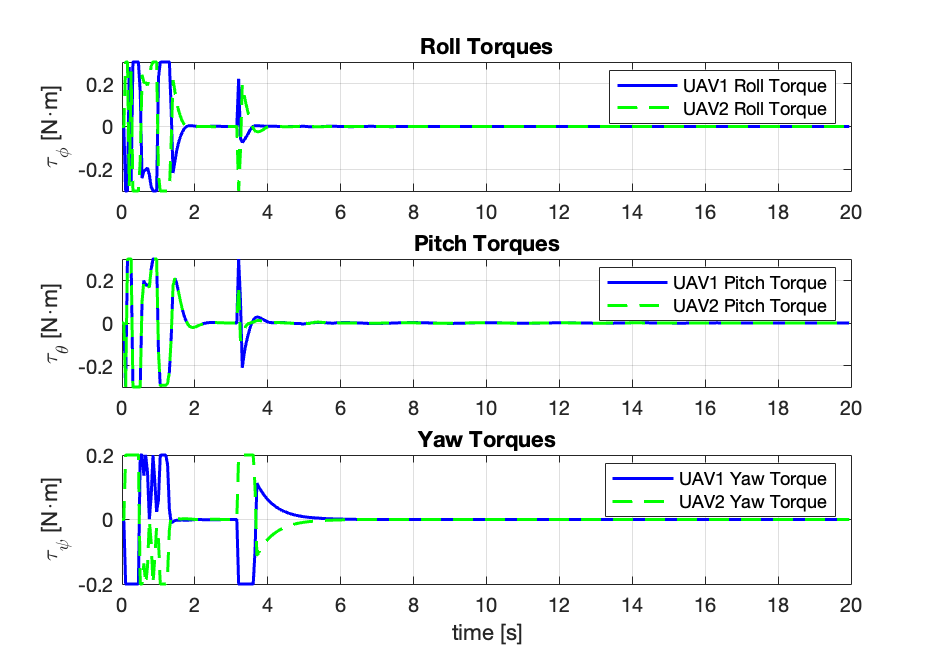 Roll Torques
τϕ [N·m]
0.2
0
-0.2
UAV1 Roll Torque
UAV2 Roll Torque
0 2 4 6 8 10 12 14 16 18 20
Pitch Torques
τθ [N·m]
0.2
0
-0.2
UAV1 Pitch Torque
UAV2 Pitch Torque
0 2 4 6 8 10 12 14 16 18 20
Yaw Torques
τψ [N·m]
0.2
0
-0.2
UAV1 Yaw Torque
UAV2 Yaw Torque
0 2 4 6 8 10 12 14 16 18 20
time [s]